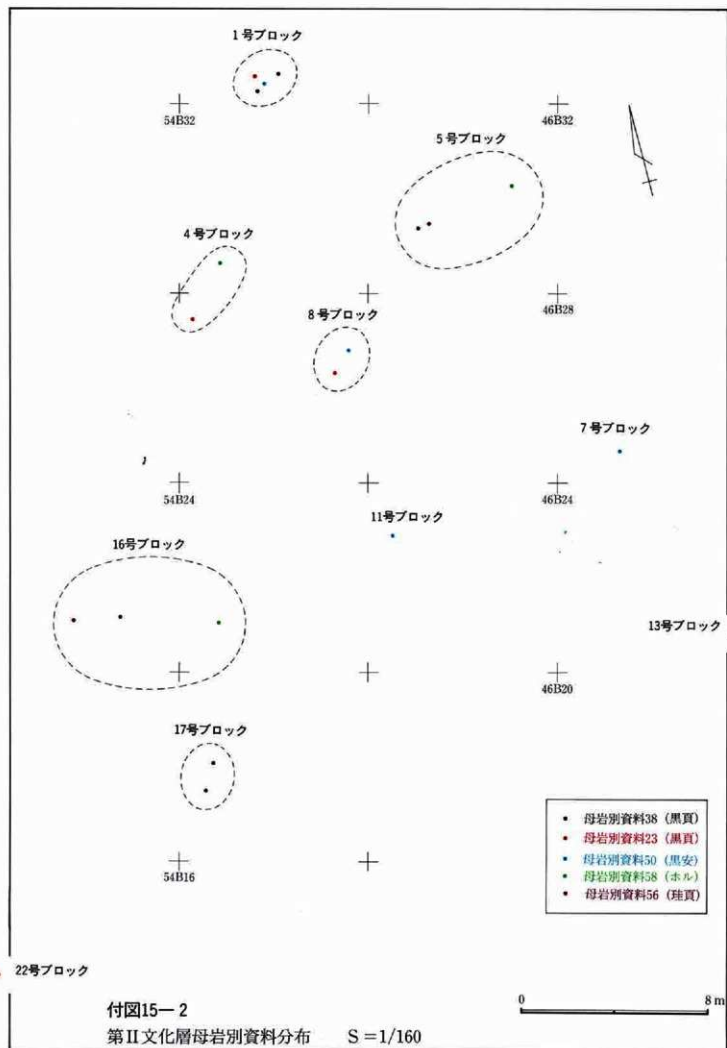 1号ブロック
54B32
46B32
5号ブロック
4号ブロック
46B28
8号ブロック
7号ブロック
54B24
46B24
11号ブロック
16号ブロック
13号ブロック
46B20
17号ブロック
54B16
母岩別資料38(黒頁)
母岩別資料23(黒頁)
母岩別資料50(黒安)
母岩別資料58(ホル)
母岩別資料56(珪頁)
22号ブロック
付図15—2
0 8m
第II文化層母岩別資料分布 S=1/160